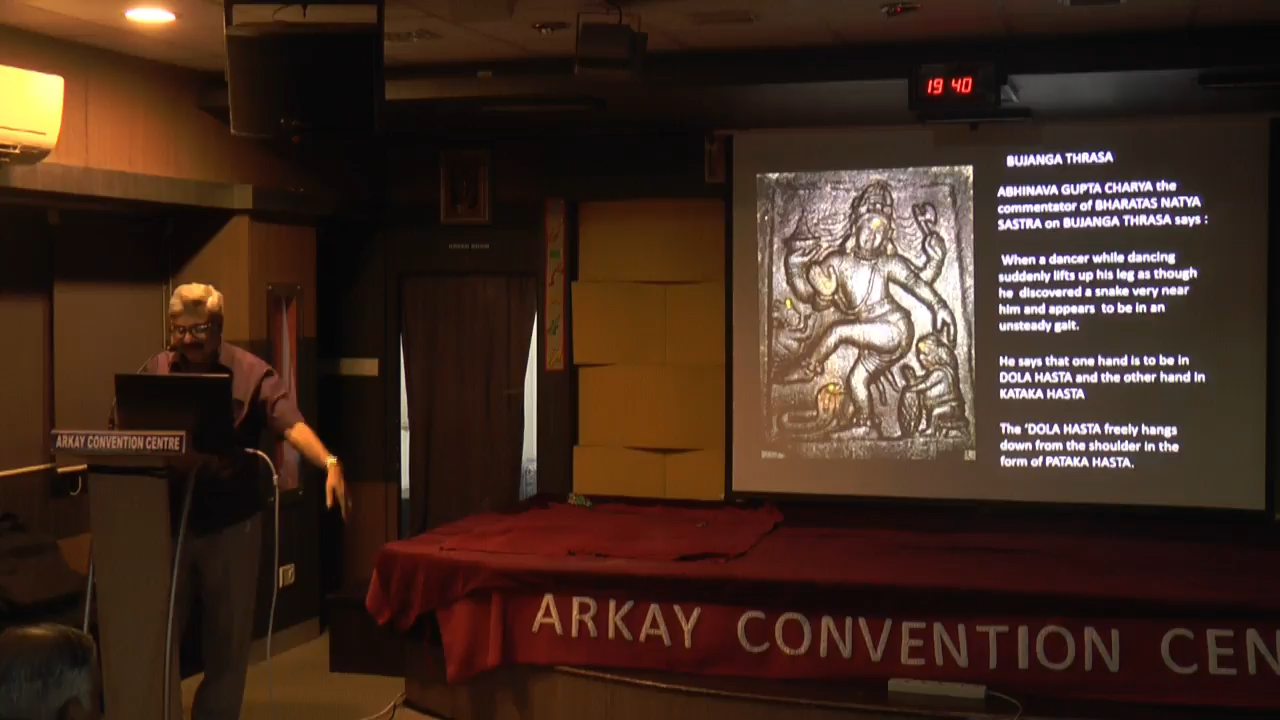 19 40
BUJANGA THRASA
ABHINAVA GUPTA CHARYA the
commentator of BHARATAS NATYA
SASTRA on BUJANGA THRASA says :
When a dancer while dancing
suddenly lifts up his leg as though
he discovered a snake very near
him and appears to be in an
unsteady gait.
He says that one hand is to be in
DOLA HASTA and the other hand in
KATAKA HASTA
The 'DOLA HASTA freely hangs
down from the shoulder in the
form of PATAKA HASTA.
ARKAY CONVENTION CENTRE
ARKAY CONVENTION CEN